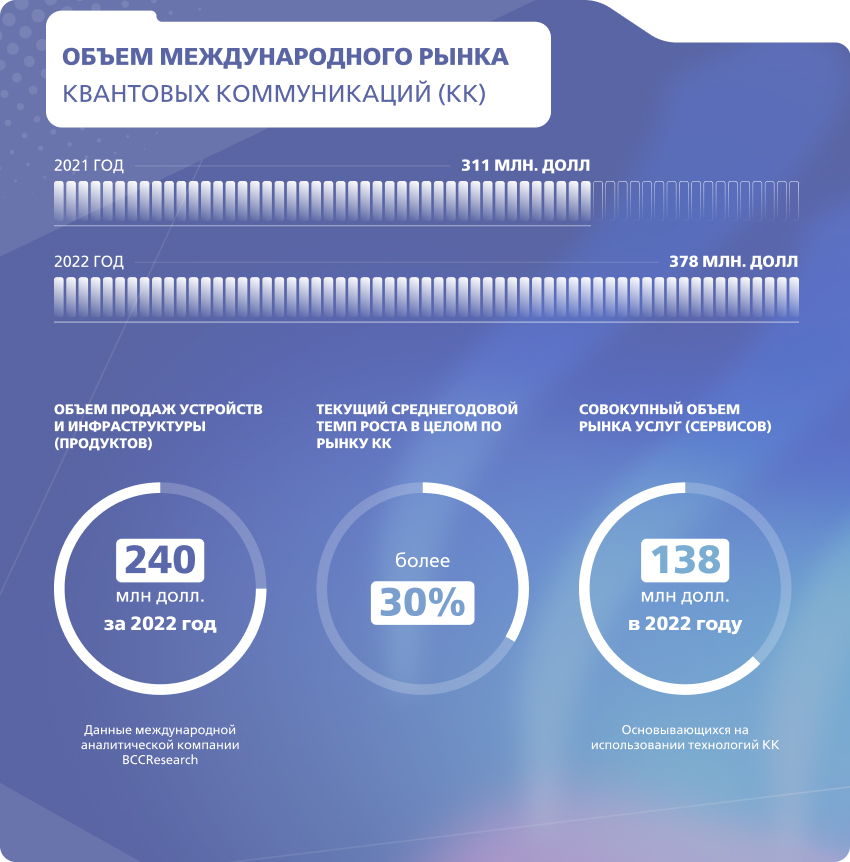 ОБЪЕМ МЕЖДУНАРОДНОГО РЫНКА
КВАНТОВЫХ КОММУНИКАЦИЙ (КК)
2021 ГОД
311 МЛН. ДОЛЛ
2022 ГОД
378 МЛН. ДОЛЛ
ОБЪЕМ ПРОДАЖ УСТРОЙСТВ
И ИНФРАСТРУКТУРЫ
(ПРОДУКТОВ)
240
МЛН ДОЛЛ.
за 2022 год
Данные международной
аналитической компании
BCCResearch
ТЕКУЩИЙ СРЕДНЕГОДОВОЙ
ТЕМП РОСТА В ЦЕЛОМ ПО
РЫНКУ КК
более
30%
СОВОКУПНЫЙ ОБЪЕМ
РЫНКА УСЛУГ (СЕРВИСОВ)
138
МЛН ДОЛЛ.
в 2022 году
Основывающихся на
использовании технологий КК